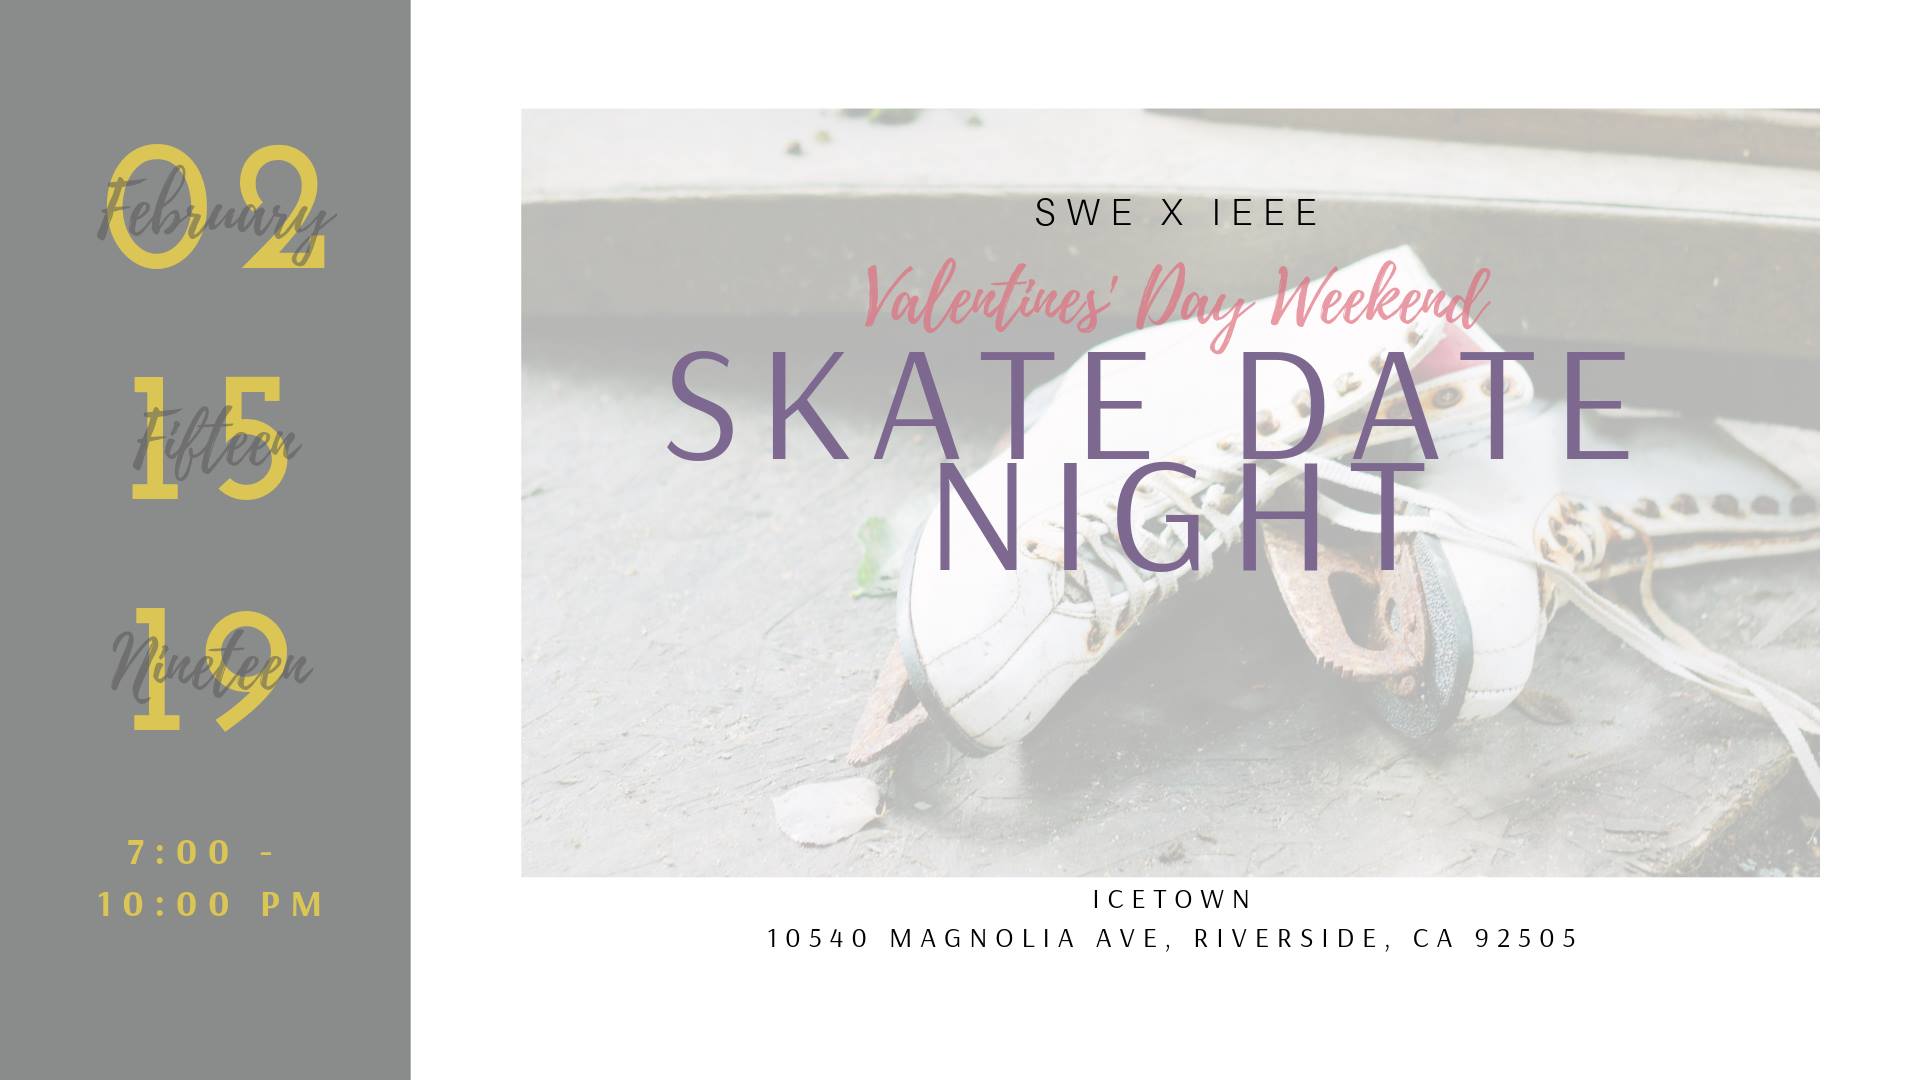 02
February
15
Fifteen
19
Nineteen
7:00 -
10:00 PM
SWE X IEEE
Valentines' Day Weekend
SKATE DATE
NIGHT
ICETOWN
10540 MAGNOLIA AVE, RIVERSIDE, CA 92505